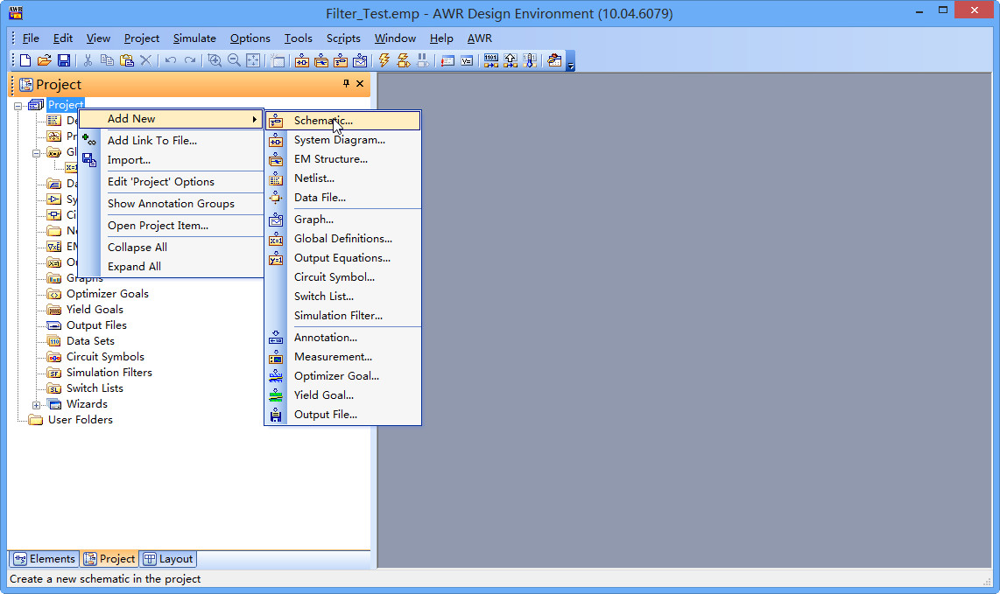 AWR
Filter_Test.emp - AWR Design Environment (10.04.6079)
File Edit View Project Simulate Options Tools Scripts Window Help AWR
Project
Project
Add New
Add Link To File...
Import...
Edit 'Project' Options
Show Annotation Groups
Open Project Item...
Collapse All
Expand All
Schematic...
System Diagram...
EM Structure...
Netlist...
Data File...
Graph...
Global Definitions...
Output Equations...
Circuit Symbol...
Switch List...
Simulation Filter...
Annotation...
Measurement...
Optimizer Goal...
Yield Goal...
Output File...
De
Pr
Gl
Da
Sy
Ci
Ne
EM
Ou
Graphs
Optimizer Goals
Yield Goals
Output Files
Data Sets
Circuit Symbols
Simulation Filters
Switch Lists
Wizards
User Folders
Elements Project Layout
Create a new schematic in the project